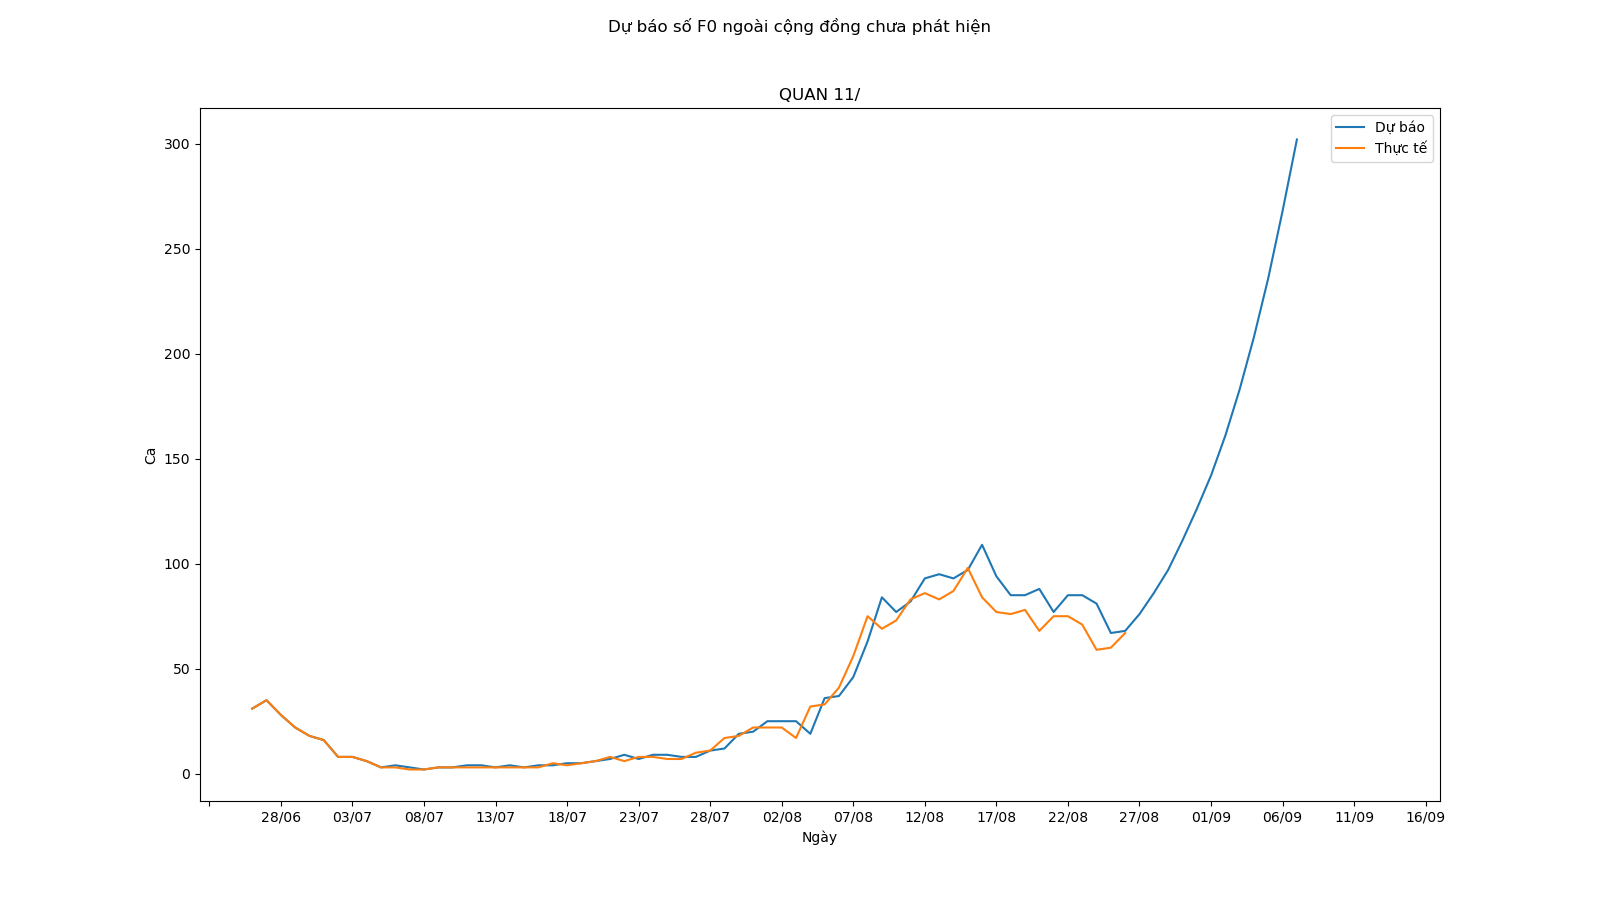 Dự báo số F0 ngoài cộng đồng chưa phát hiện
QUAN 11/
Dự báo
Thực tế
300
250
200
150
100
50
0
Ca
28/06 03/07 08/07 13/07 18/07 23/07 28/07 02/08 07/08 12/08 17/08 22/08 27/08 01/09 06/09 11/09 16/09
Ngày